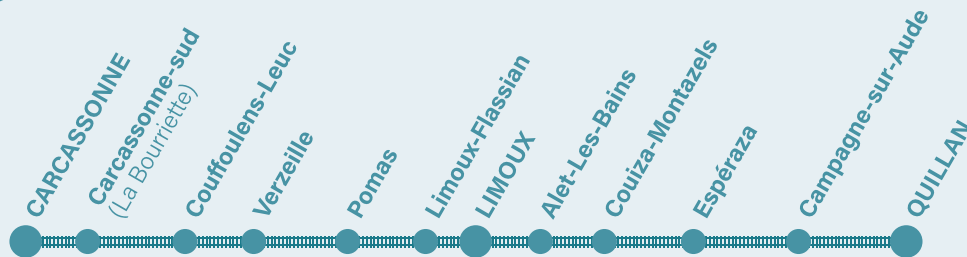 CARCASSONNE
Carcassonne-sud
(La Bourriette)
Couffoulens-Leuc
Verzeille
Pomas
Limoux-Flassian
LIMOUX
Alet-Les-Bains
Couiza-Montazels
Espéraza
Campagne-sur-Aude
QUILLAN